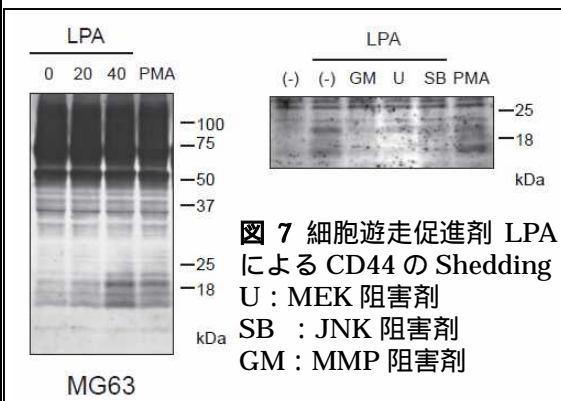 LPA
0 20 40 PMA
100
75
50
37
25
18
kDa
MG63
LPA
(-) (-) GM U SB PMA
25
18
kDa
図 7 細胞遊走促進剤 LPA
による CD44 の Shedding
U：MEK 阻害剤
SB ：JNK 阻害剤
GM：MMP 阻害剤